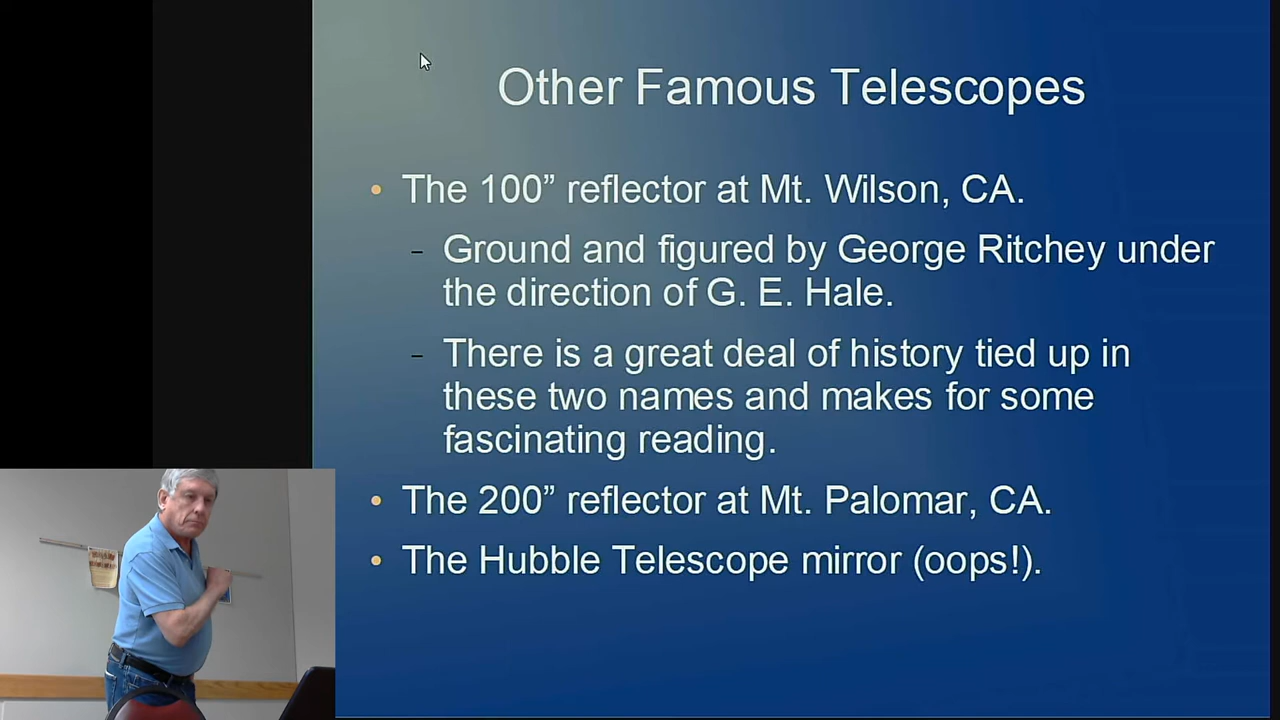 Other Famous Telescopes
• The 100” reflector at Mt. Wilson, CA.
– Ground and figured by George Ritchey under
the direction of G. E. Hale.
– There is a great deal of history tied up in
these two names and makes for some
fascinating reading.
• The 200” reflector at Mt. Palomar, CA.
• The Hubble Telescope mirror (oops!).